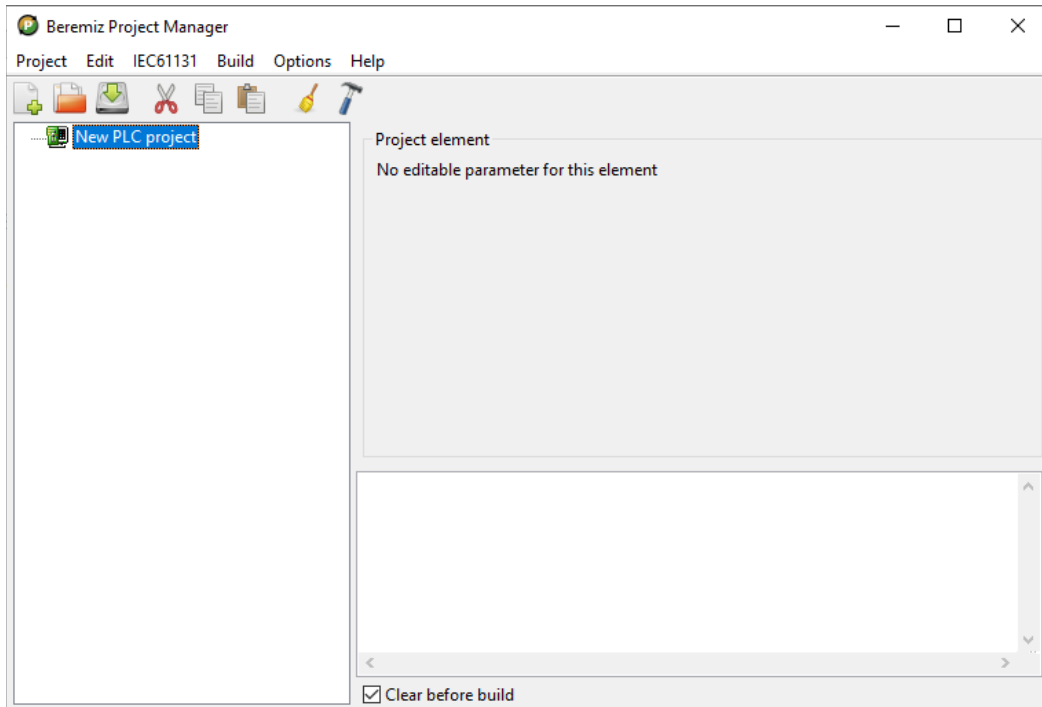 Beremiz Project Manager
Project Edit IEC61131 Build Options Help
New PLC project
Project element
No editable parameter for this element
Clear before build